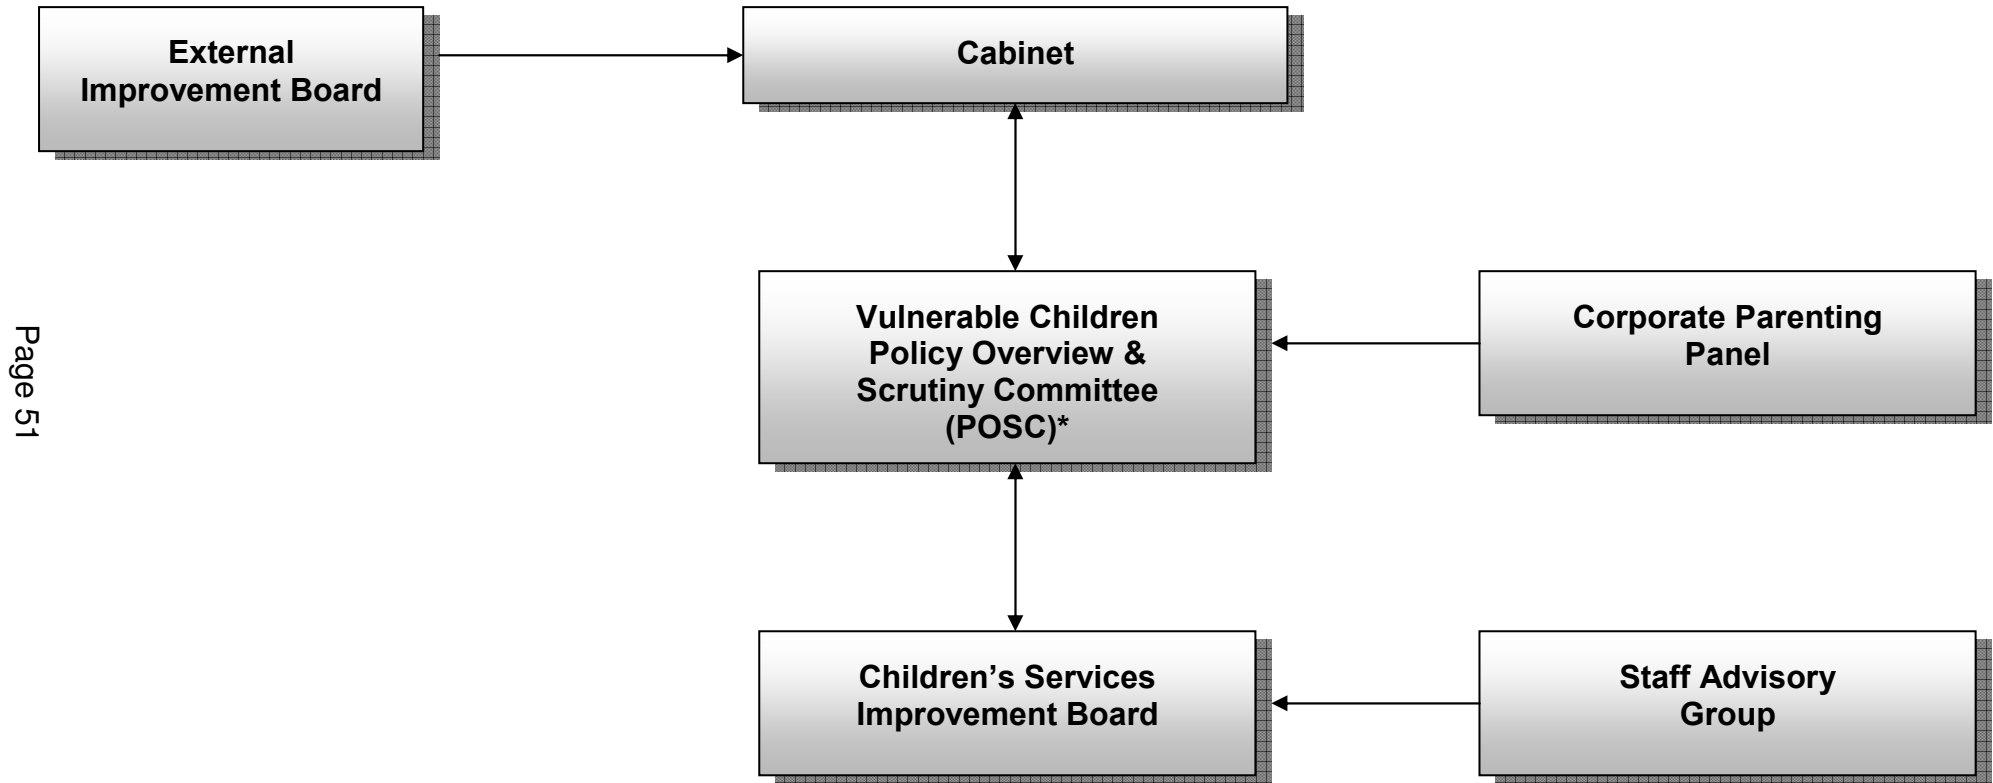 External
Improvement Board
Cabinet
Vulnerable Children
Policy Overview &
Scrutiny Committee
(POSC)*
Corporate Parenting
Panel
Children’s Services
Improvement Board
Staff Advisory
Group
Page 51